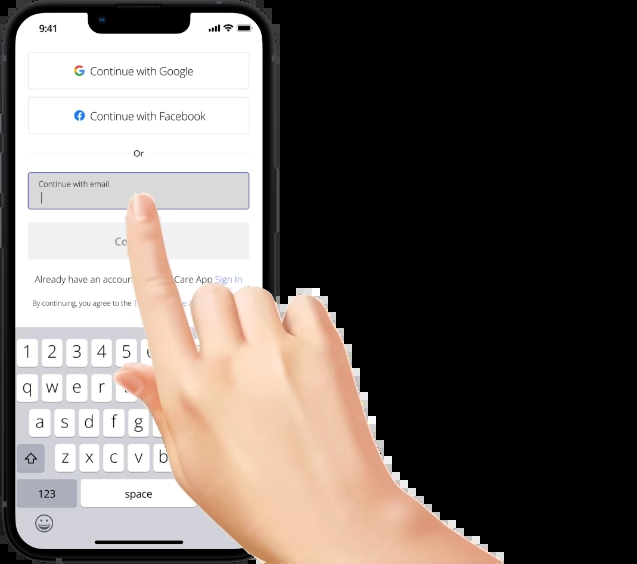 9:41
Continue with Google
Continue with Facebook
Or
Continue with email
Already have an Care App Sign In
By continuing, you agree to the
1 2 3 4 5
q w e r
a s d f g
z x c v b
123 space